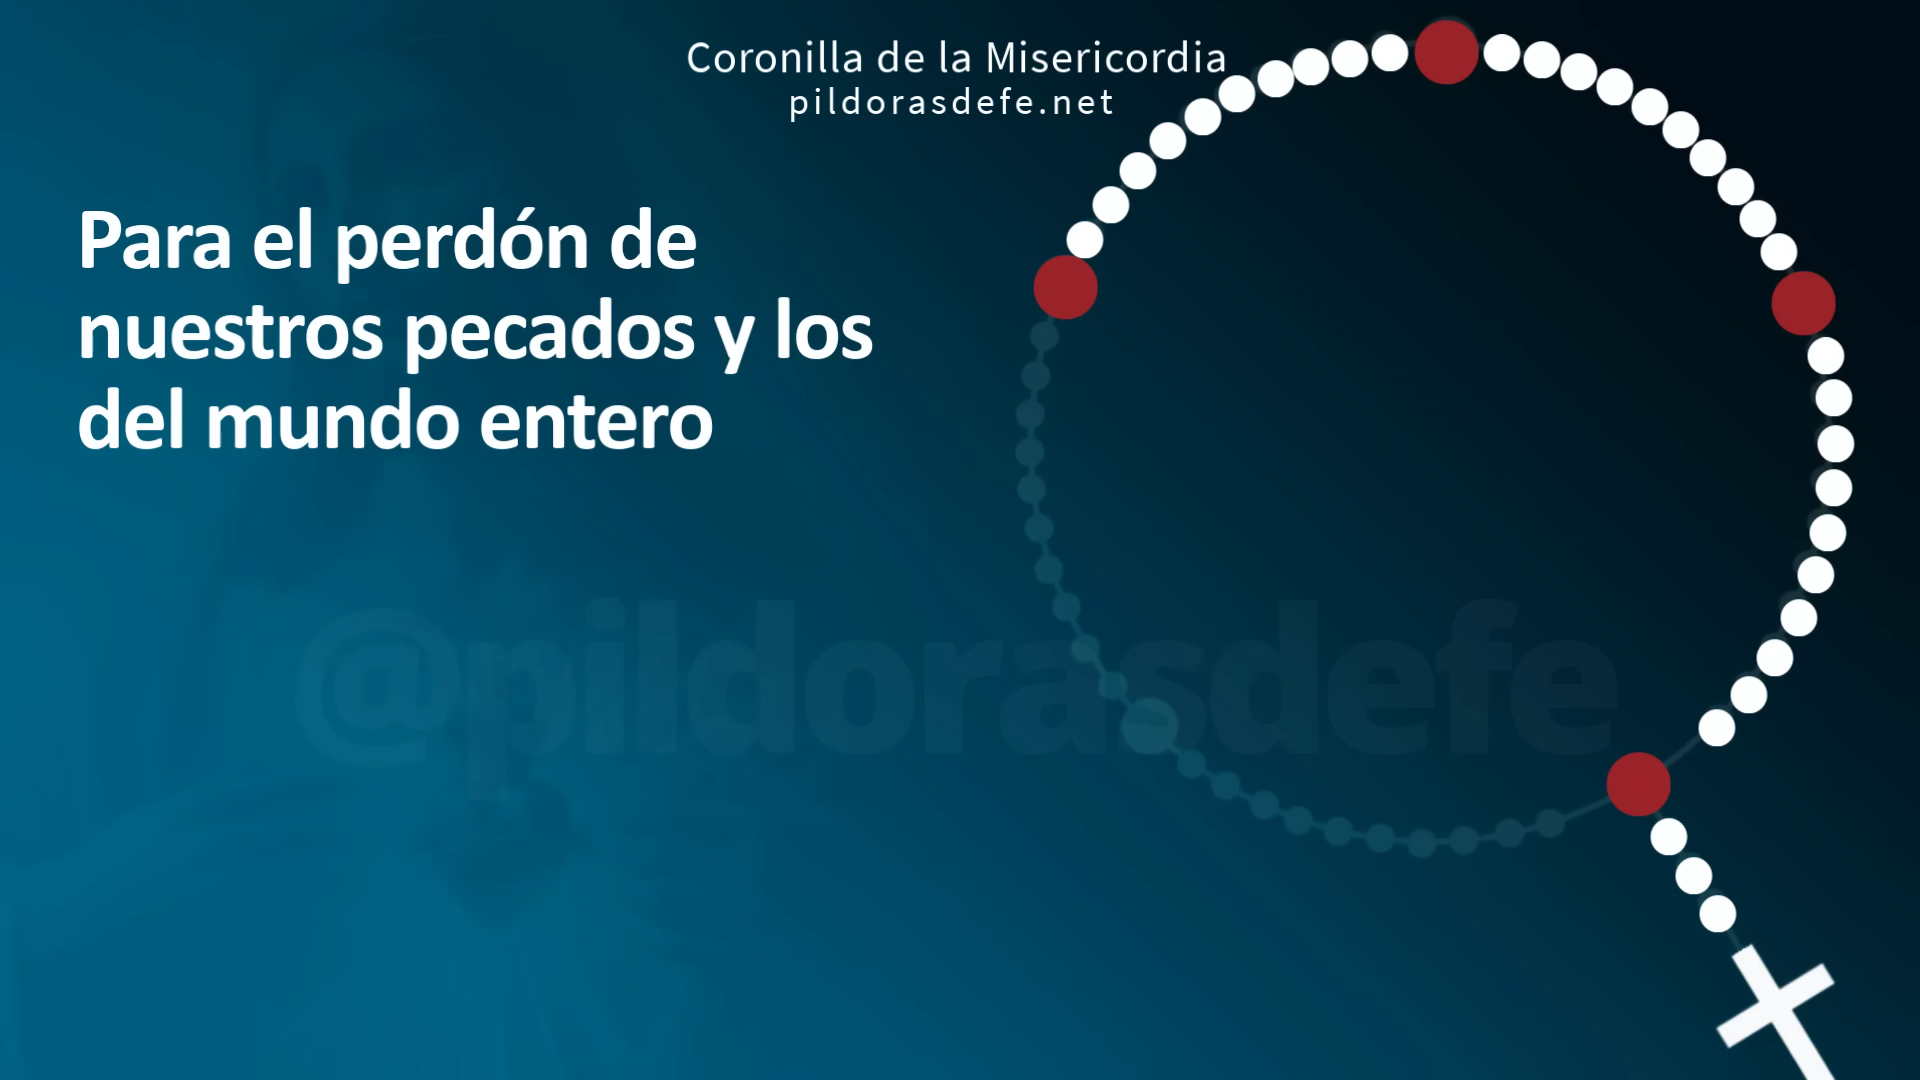 Coronilla de la Misericordia
pildorasdefe.net
Para el perdón de
nuestros pecados y los
del mundo entero
@pildorasdefe